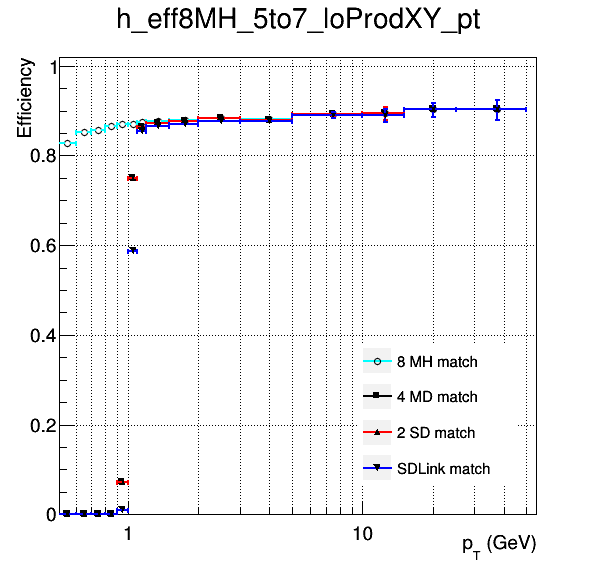 h_eff8MH_5to7_loProdXY_pt
Efficiency
1
0.8
0.6
0.4
0.2
0
8 MH match
4 MD match
2 SD match
SDLink match
1
10
p_T (GeV)